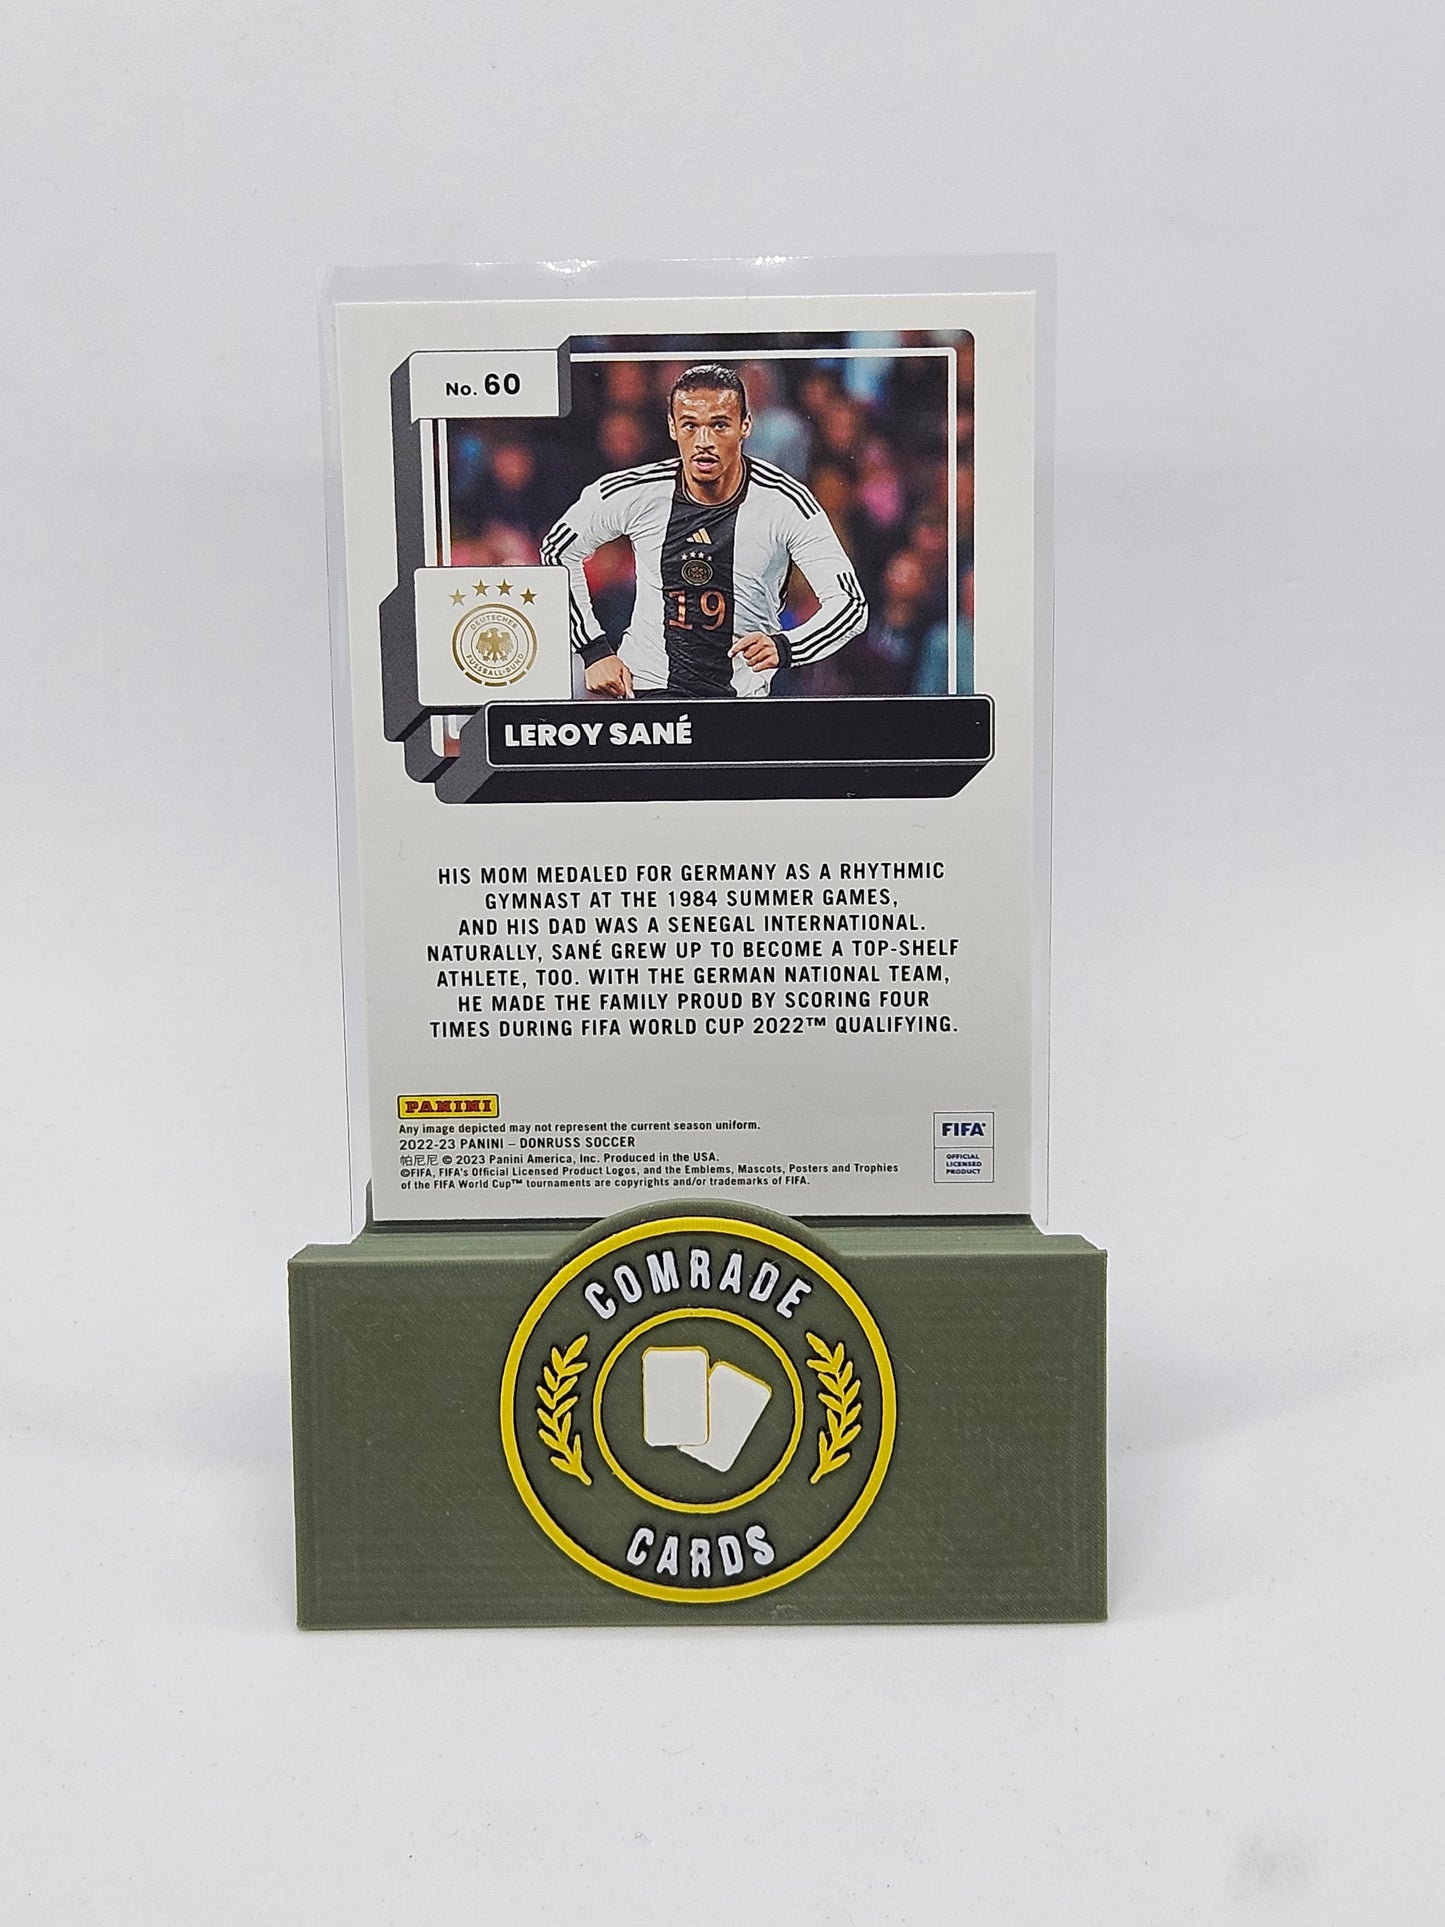 No. 60
19
DEUTSCHER
FUSSBALL-BUND
LEROY SANÉ
HIS MOM MEDALED FOR GERMANY AS A RHYTHMIC
GYMNAST AT THE 1984 SUMMER GAMES,
AND HIS DAD WAS A SENEGAL INTERNATIONAL.
NATURALLY, SANÉ GREW UP TO BECOME A TOP-SHELF
ATHLETE, TOO. WITH THE GERMAN NATIONAL TEAM,
HE MADE THE FAMILY PROUD BY SCORING FOUR
TIMES DURING FIFA WORLD CUP 2022™ QUALIFYING.
PANINI
Any image depicted may not represent the current season uniform.
2022-23 PANINI – DONRUSS SOCCER
帕尼尼 © 2023 Panini America, Inc. Produced in the USA.
©FIFA, FIFA's Official Licensed Product Logos, and the Emblems, Mascots, Posters and Trophies
of the FIFA World Cup™ tournaments are copyrights and/or trademarks of FIFA.
FIFA®
OFFICIAL
LICENSED
PRODUCT
COMRADE
CARDS